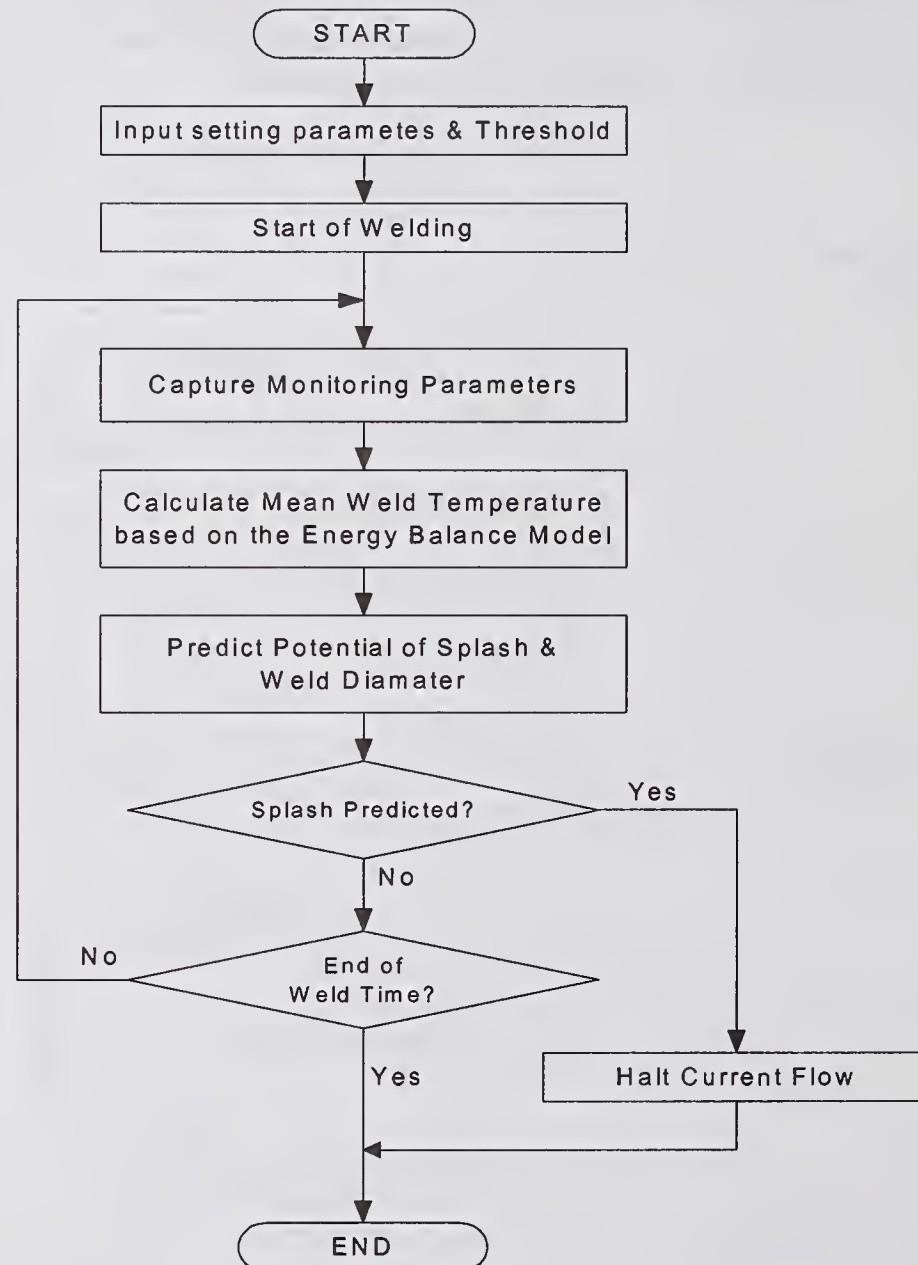 START
Input setting parametes & Threshold
Start of Welding
Capture Monitoring Parameters
Calculate Mean Weld Temperature
based on the Energy Balance Model
Predict Potential of Splash &
Weld Diamater
Splash Predicted?
Yes
No
No
End of
Weld Time?
Yes
Halt Current Flow
END